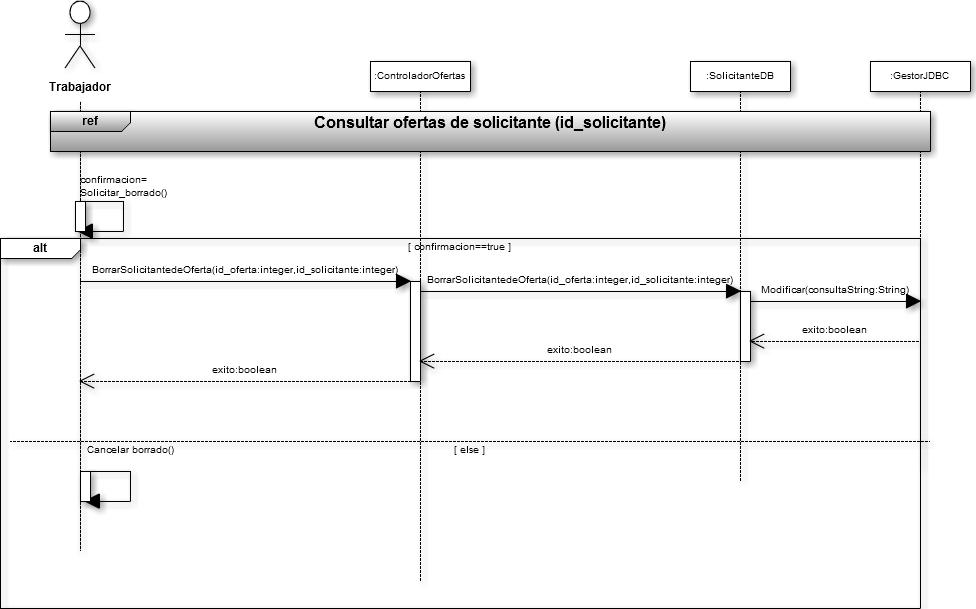 Trabajador
:ControladorOfertas
:SolicitanteDB
:GestorJDBC
ref
Consultar ofertas de solicitante (id_solicitante)
confirmacion=
Solicitar_borrado()
alt
[ confirmacion==true ]
BorrarSolicitantedeOferta(id_oferta:integer,id_solicitante:integer)
BorrarSolicitantedeOferta(id_oferta:integer,id_solicitante:integer)
Modificar(consultaString:String)
exito:boolean
exito:boolean
exito:boolean
Cancelar borrado()
[ else ]